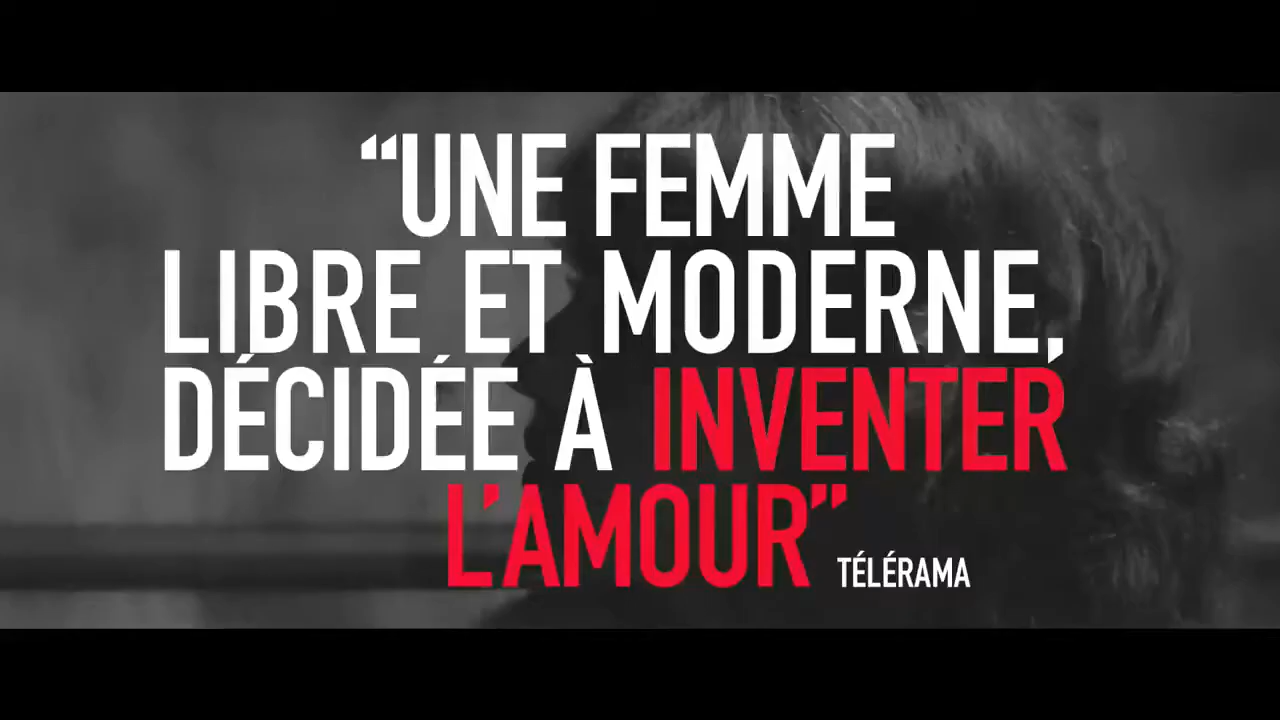 “UNE FEMME
LIBRE ET MODERNE,
DÉCIDÉE À INVENTER
L’AMOUR”
TÉLÉRAMA